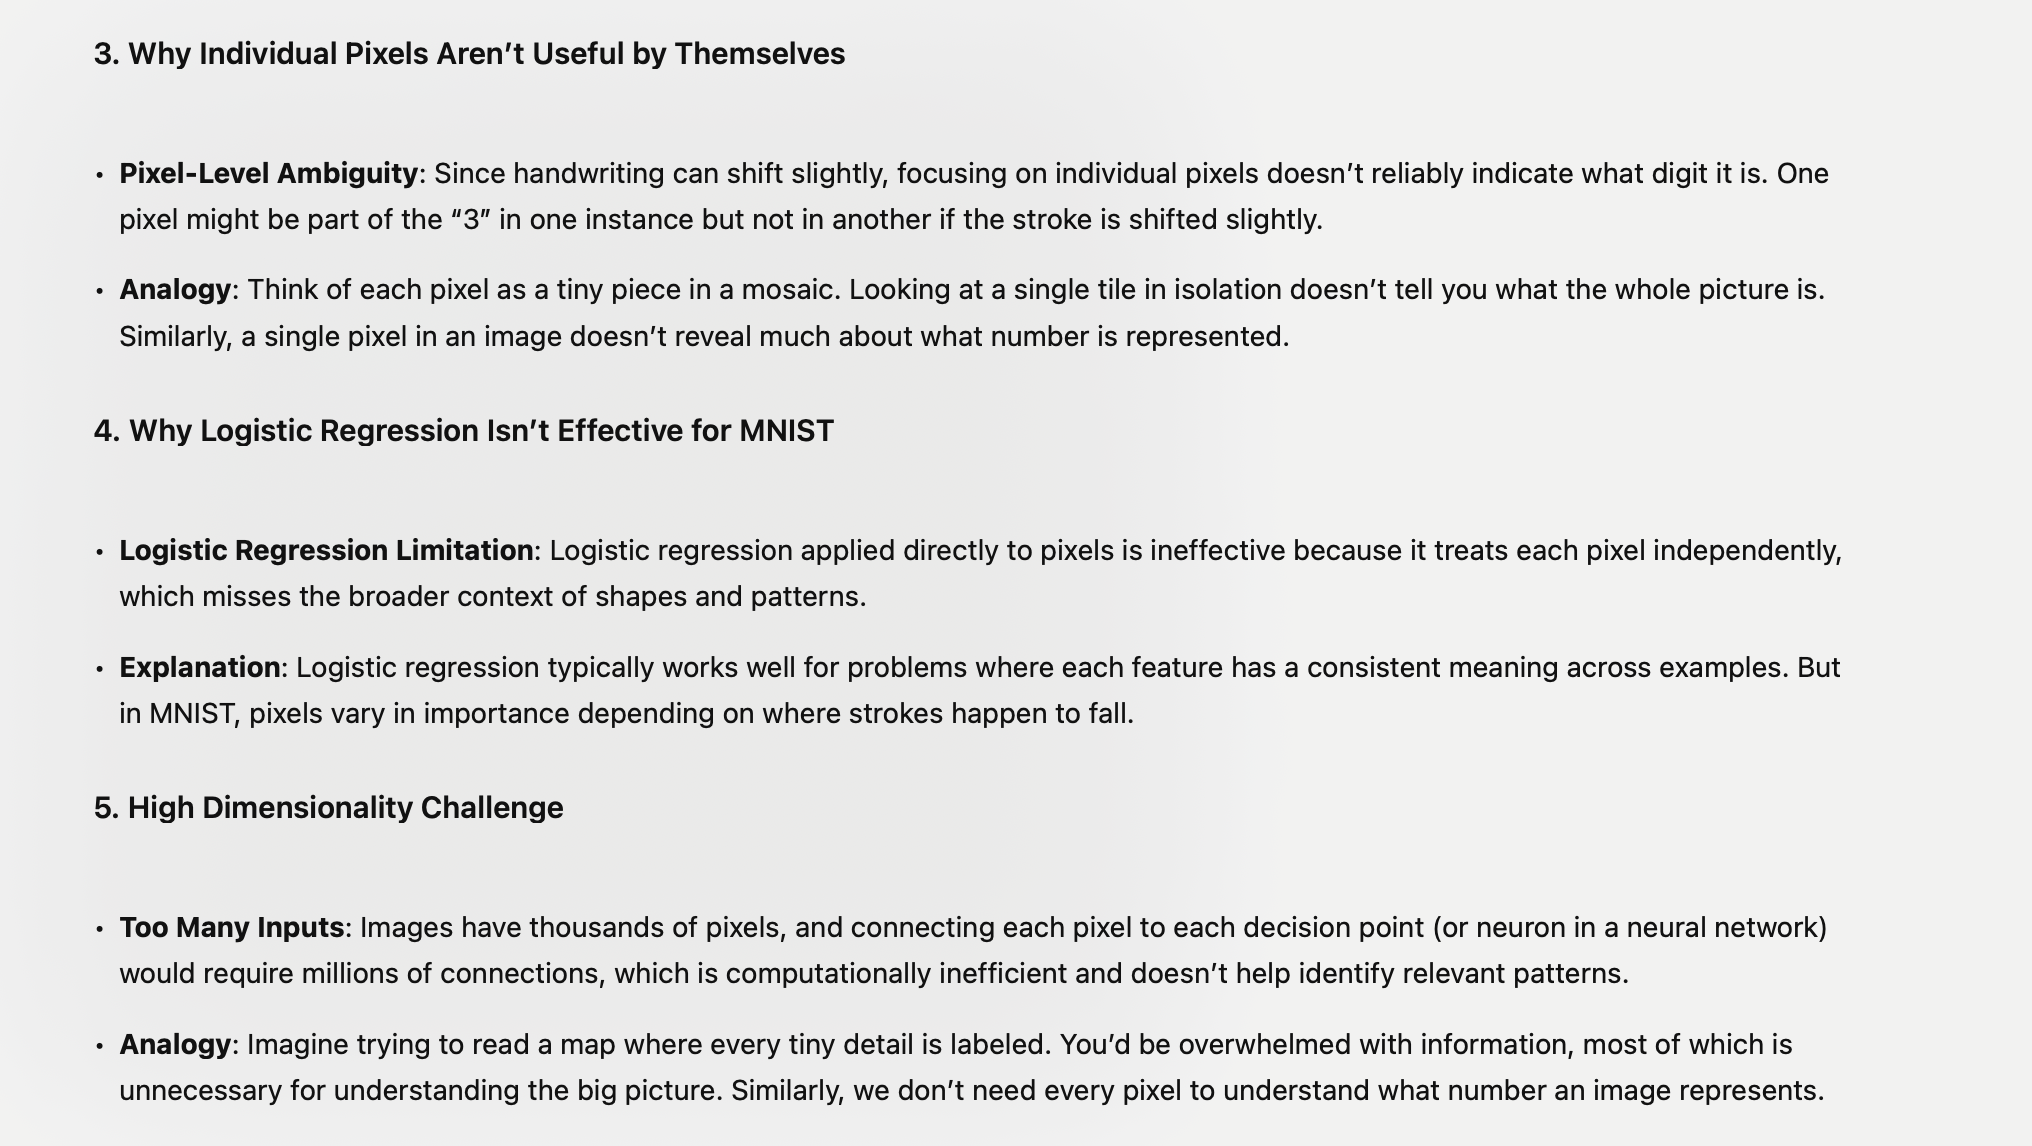 3. Why Individual Pixels Aren’t Useful by Themselves
• Pixel-Level Ambiguity: Since handwriting can shift slightly, focusing on individual pixels doesn’t reliably indicate what digit it is. One
pixel might be part of the “3” in one instance but not in another if the stroke is shifted slightly.
• Analogy: Think of each pixel as a tiny piece in a mosaic. Looking at a single tile in isolation doesn’t tell you what the whole picture is.
Similarly, a single pixel in an image doesn’t reveal much about what number is represented.
4. Why Logistic Regression Isn’t Effective for MNIST
• Logistic Regression Limitation: Logistic regression applied directly to pixels is ineffective because it treats each pixel independently,
which misses the broader context of shapes and patterns.
• Explanation: Logistic regression typically works well for problems where each feature has a consistent meaning across examples. But
in MNIST, pixels vary in importance depending on where strokes happen to fall.
5. High Dimensionality Challenge
• Too Many Inputs: Images have thousands of pixels, and connecting each pixel to each decision point (or neuron in a neural network)
would require millions of connections, which is computationally inefficient and doesn’t help identify relevant patterns.
• Analogy: Imagine trying to read a map where every tiny detail is labeled. You’d be overwhelmed with information, most of which is
unnecessary for understanding the big picture. Similarly, we don’t need every pixel to understand what number an image represents.